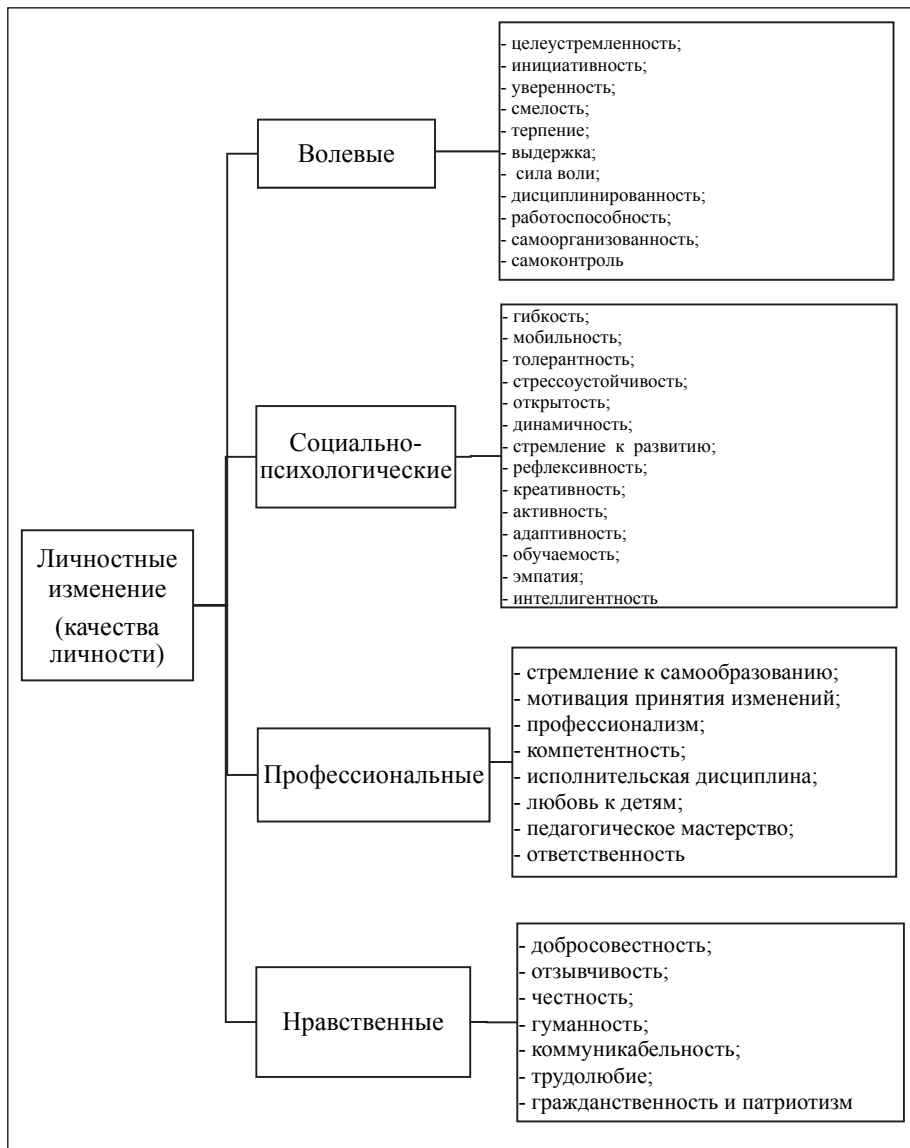 Волевые
- целеустремленность;
- инициативность;
- уверенность;
- смелость;
- терпение;
- выдержка;
- сила воли;
- дисциплинированность;
- работоспособность;
- самоорганизованность;
- самоконтроль
Социально-
психологические
- гибкость;
- мобильность;
- толерантность;
- стрессоустойчивость;
- открытость;
- динамичность;
- стремление к развитию;
- рефлексивность;
- креативность;
- активность;
- адаптивность;
- обучаемость;
- эмпатия;
- интеллигентность
Личностные
изменение
(качества
личности)
Профессиональные
- стремление к самообразованию;
- мотивация принятия изменений;
- профессионализм;
- компетентность;
- исполнительская дисциплина;
- любовь к детям;
- педагогическое мастерство;
- ответственность
Нравственные
- добросовестность;
- отзывчивость;
- честность;
- гуманность;
- коммуникабельность;
- трудолюбие;
- гражданственность и патриотизм